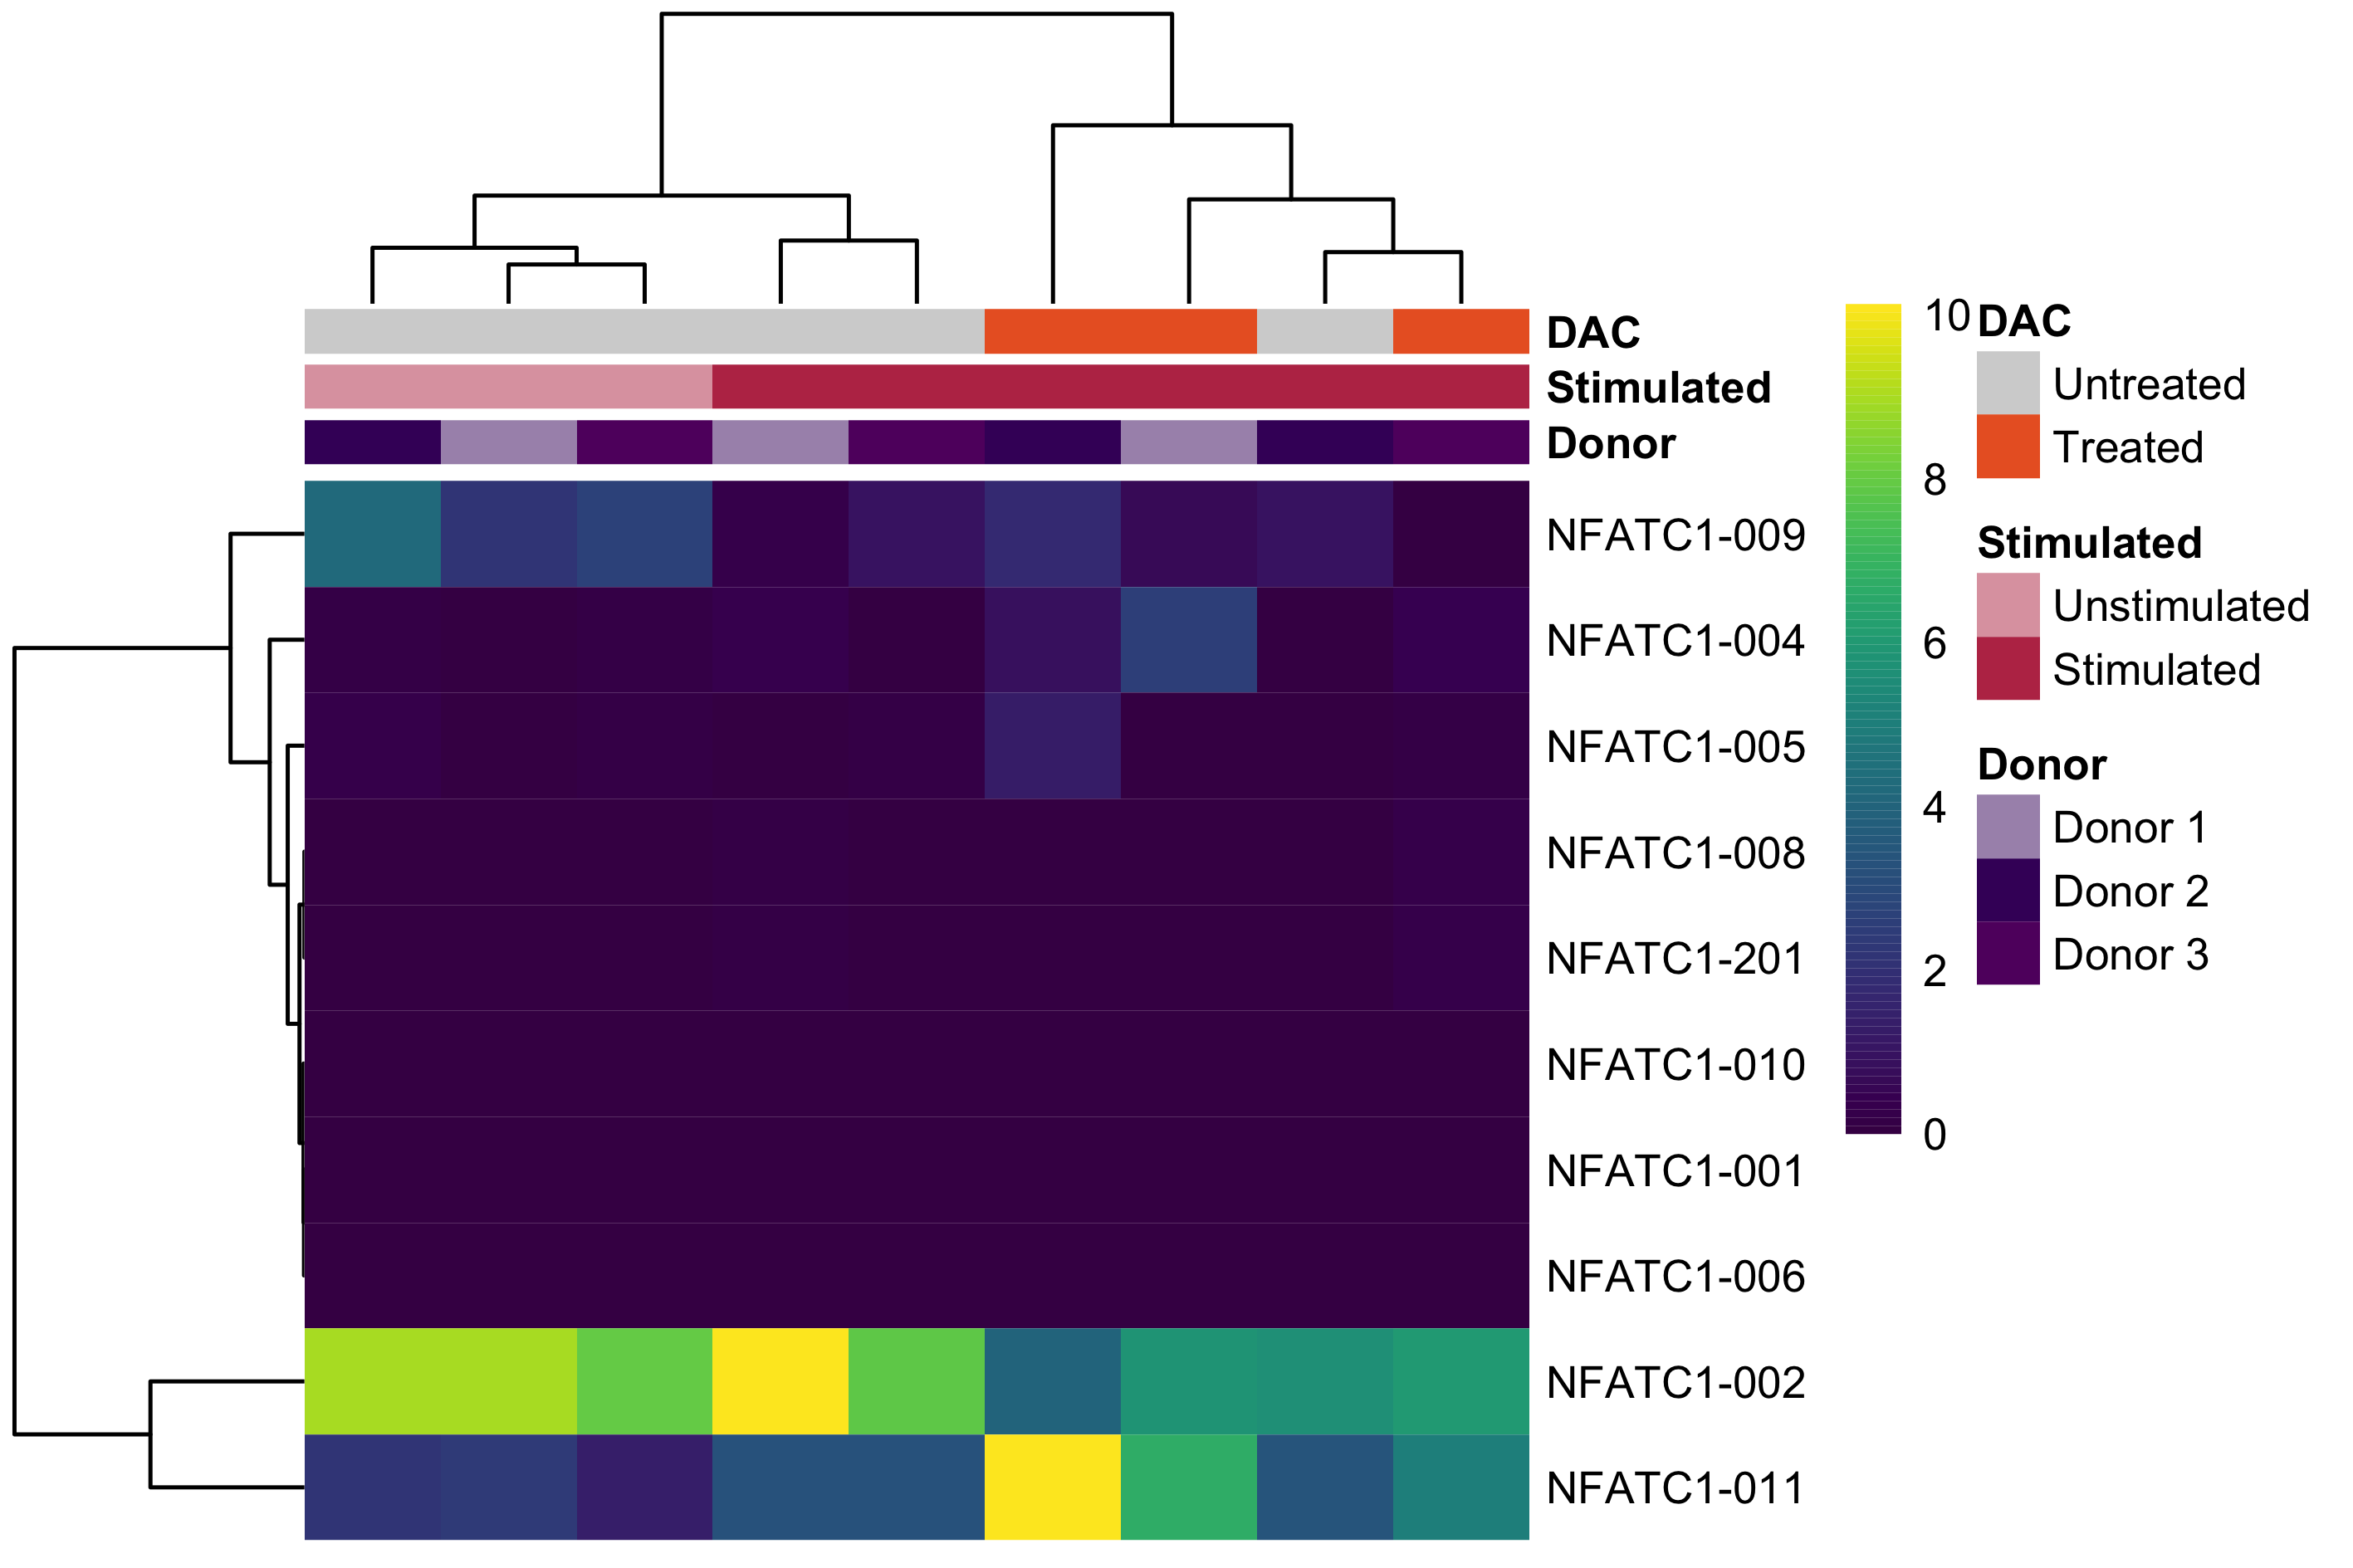 DAC
Stimulated
Donor
NFATC1-009
NFATC1-004
NFATC1-005
NFATC1-008
NFATC1-201
NFATC1-010
NFATC1-001
NFATC1-006
NFATC1-002
NFATC1-011
10
8
6
4
2
0
DAC
Untreated
Treated
Stimulated
Unstimulated
Stimulated
Donor
Donor 1
Donor 2
Donor 3